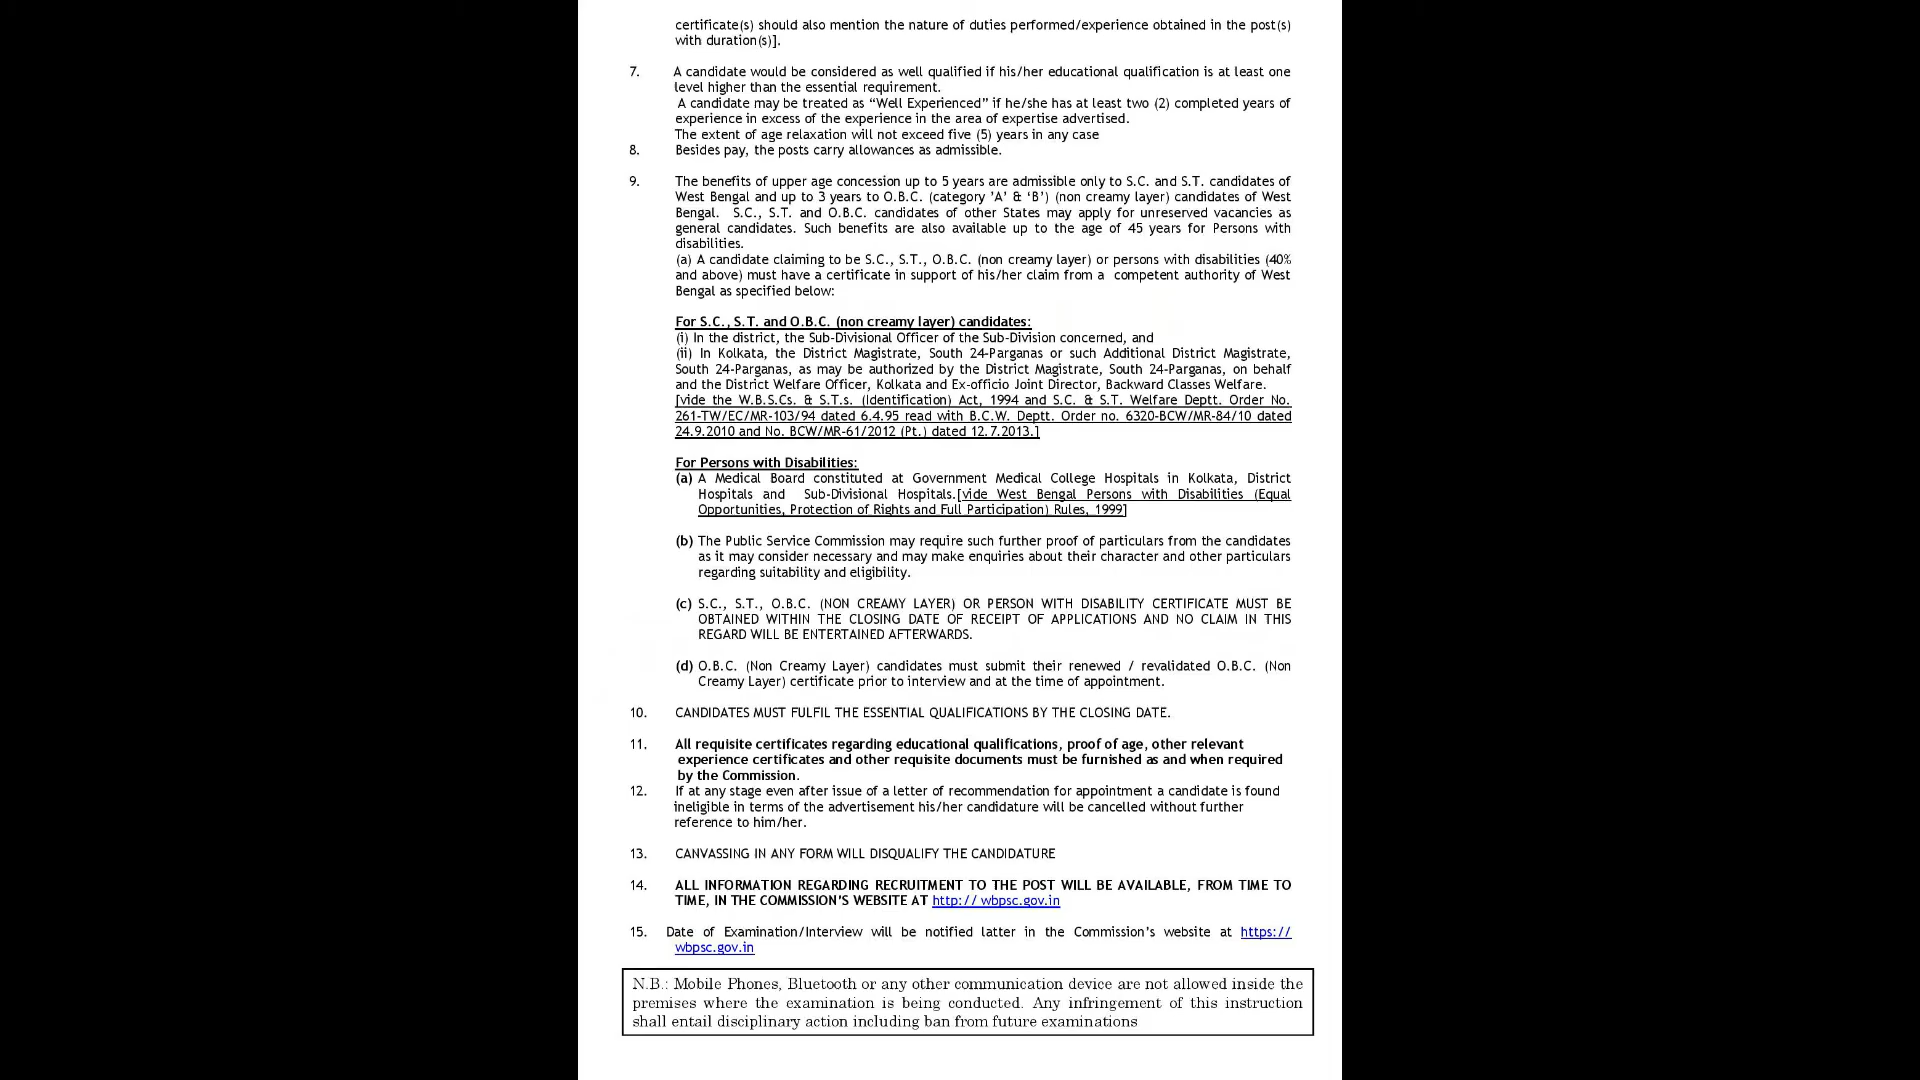 certificate(s) should also mention the nature of duties performed/experience obtained in the post(s)
with duration(s)].
7. A candidate would be considered as well qualified if his/her educational qualification is at least one
level higher than the essential requirement.
A candidate may be treated as “Well Experienced” if he/she has at least two (2) completed years of
experience in excess of the experience in the area of expertise advertised.
The extent of age relaxation will not exceed five (5) years in any case
8. Besides pay, the posts carry allowances as admissible.
9. The benefits of upper age concession up to 5 years are admissible only to S.C. and S.T. candidates of
West Bengal and up to 3 years to O.B.C. (category ’A’ & ‘B’) (non creamy layer) candidates of West
Bengal. S.C., S.T. and O.B.C. candidates of other States may apply for unreserved vacancies as
general candidates. Such benefits are also available up to the age of 45 years for Persons with
disabilities.
(a) A candidate claiming to be S.C., S.T., O.B.C. (non creamy layer) or persons with disabilities (40%
and above) must have a certificate in support of his/her claim from a competent authority of West
Bengal as specified below:
For S.C., S.T. and O.B.C. (non creamy layer) candidates:
(i) In the district, the Sub-Divisional Officer of the Sub-Division concerned, and
(ii) In Kolkata, the District Magistrate, South 24-Parganas or such Additional District Magistrate,
South 24-Parganas, as may be authorized by the District Magistrate, South 24-Parganas, on behalf
and the District Welfare Officer, Kolkata and Ex-officio Joint Director, Backward Classes Welfare.
[vide the W.B.S.Cs. & S.T.s. (Identification) Act, 1994 and S.C. & S.T. Welfare Deptt. Order No.
261-TW/EC/MR-103/94 dated 6.4.95 read with B.C.W. Deptt. Order no. 6320-BCW/MR-84/10 dated
24.9.2010 and No. BCW/MR-61/2012 (Pt.) dated 12.7.2013.]
For Persons with Disabilities:
(a) A Medical Board constituted at Government Medical College Hospitals in Kolkata, District
Hospitals and Sub-Divisional Hospitals.[vide West Bengal Persons with Disabilities (Equal
Opportunities, Protection of Rights and Full Participation) Rules, 1999]
(b) The Public Service Commission may require such further proof of particulars from the candidates
as it may consider necessary and may make enquiries about their character and other particulars
regarding suitability and eligibility.
(c) S.C., S.T., O.B.C. (NON CREAMY LAYER) OR PERSON WITH DISABILITY CERTIFICATE MUST BE
OBTAINED WITHIN THE CLOSING DATE OF RECEIPT OF APPLICATIONS AND NO CLAIM IN THIS
REGARD WILL BE ENTERTAINED AFTERWARDS.
(d) O.B.C. (Non Creamy Layer) candidates must submit their renewed / revalidated O.B.C. (Non
Creamy Layer) certificate prior to interview and at the time of appointment.
10. CANDIDATES MUST FULFIL THE ESSENTIAL QUALIFICATIONS BY THE CLOSING DATE.
11. All requisite certificates regarding educational qualifications, proof of age, other relevant
experience certificates and other requisite documents must be furnished as and when required
by the Commission.
12. If at any stage even after issue of a letter of recommendation for appointment a candidate is found
ineligible in terms of the advertisement his/her candidature will be cancelled without further
reference to him/her.
13. CANVASSING IN ANY FORM WILL DISQUALIFY THE CANDIDATURE
14. ALL INFORMATION REGARDING RECRUITMENT TO THE POST WILL BE AVAILABLE, FROM TIME TO
TIME, IN THE COMMISSION’S WEBSITE AT http:// wbpsc.gov.in
15. Date of Examination/Interview will be notified latter in the Commission’s website at https://
wbpsc.gov.in
N.B.: Mobile Phones, Bluetooth or any other communication device are not allowed inside the
premises where the examination is being conducted. Any infringement of this instruction
shall entail disciplinary action including ban from future examinations